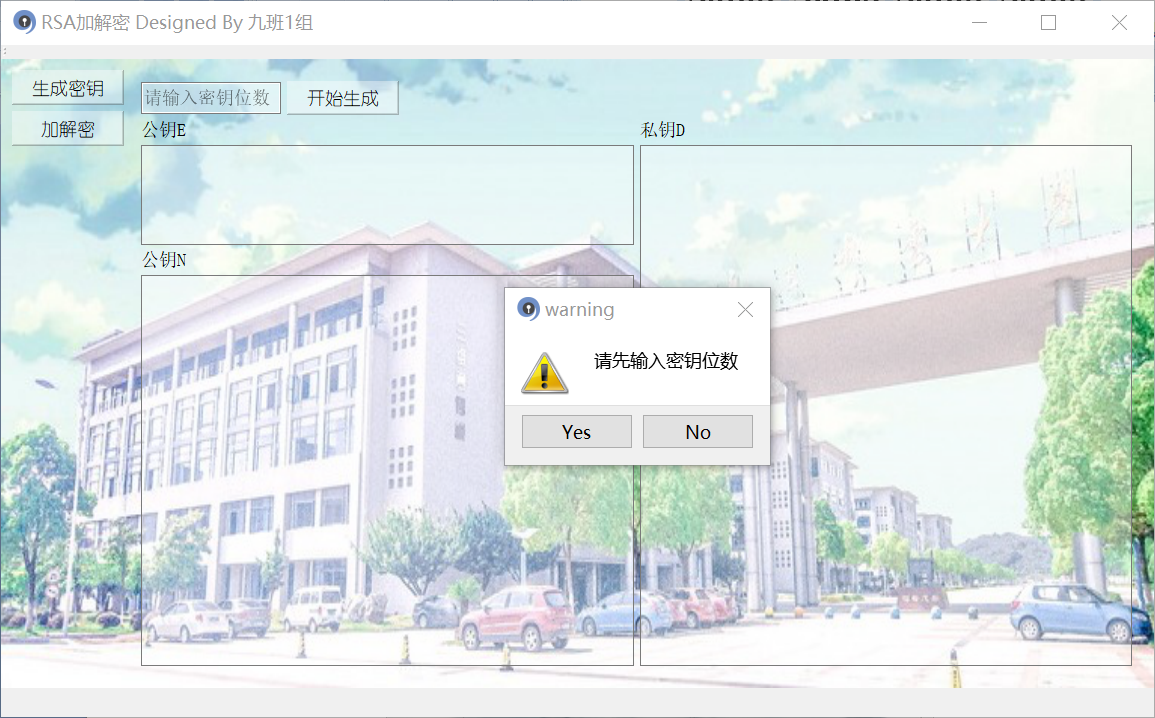 RSA加解密 Designed By 九班1组
生成密钥
请输入密钥位数
开始生成
加解密
公钥E
私钥D
公钥N
warning
请先输入密钥位数
Yes
No